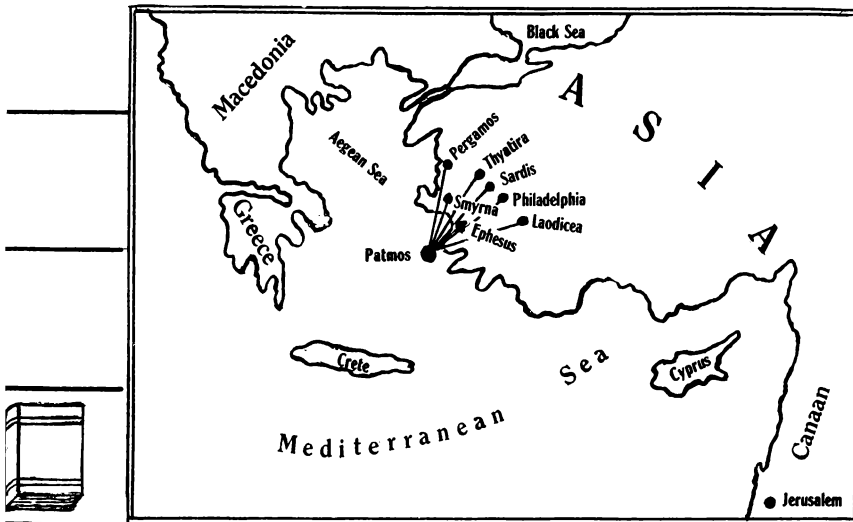 Black Sea
Macedonia
A S I A
Aegean Sea
Pergamos
Thyatira
Sardis
Philadelphia
Smyrna
Laodicea
Ephesus
Greece
Patmos
Crete
Mediterranean Sea
Cyprus
Canaan
Jerusalem